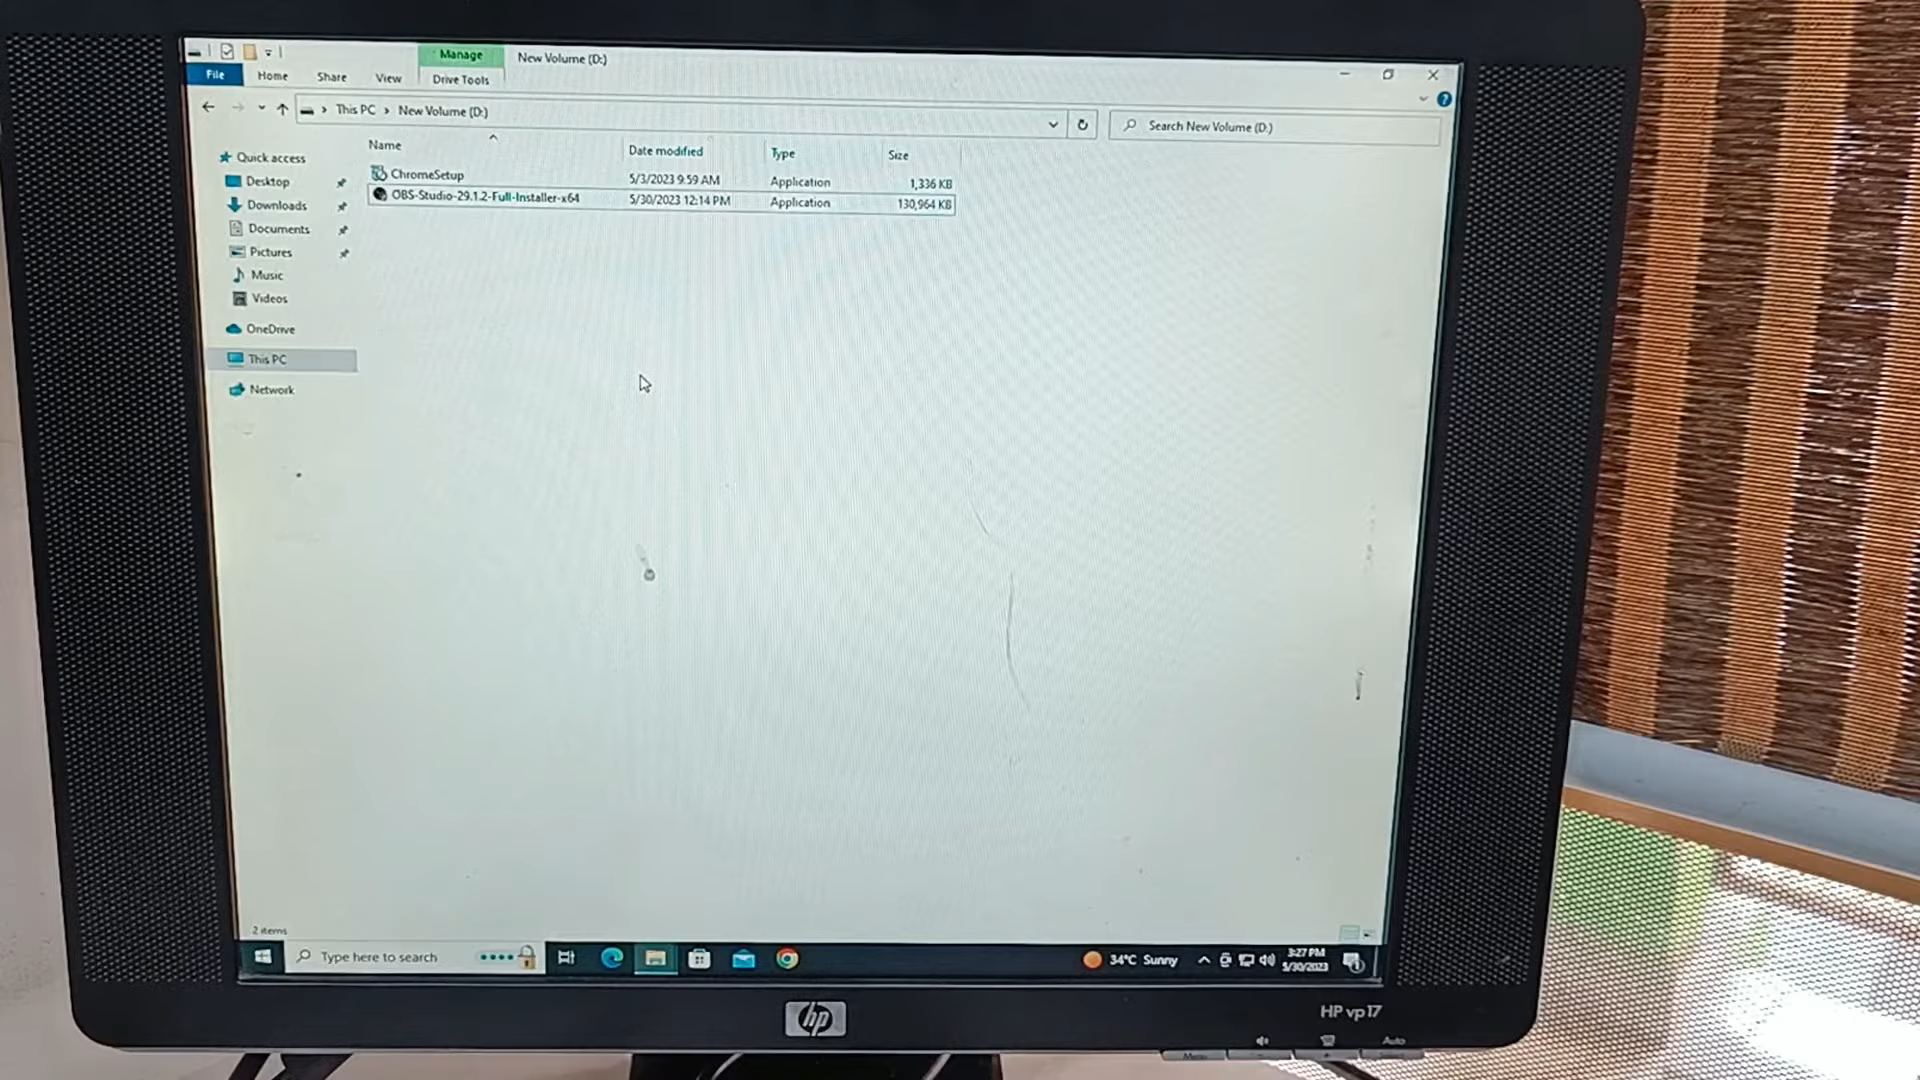 Manage
New Volume (D:)
File
Home
Share
View
Drive Tools
This PC
New Volume (D:)
Search New Volume (D:)
Name
Date modified
Type
Size
ChromeSetup
5/3/2023 9:59 AM
Application
1,336 KB
OBS-Studio-29.1.2-Full-Installer-x64
5/30/2023 12:14 PM
Application
130,964 KB
Quick access
Desktop
Downloads
Documents
Pictures
Music
Videos
OneDrive
This PC
Network
2 items
Type here to search
34°C Sunny
3:27 PM
5/30/2023
hp
HP vp17
Menu
Auto